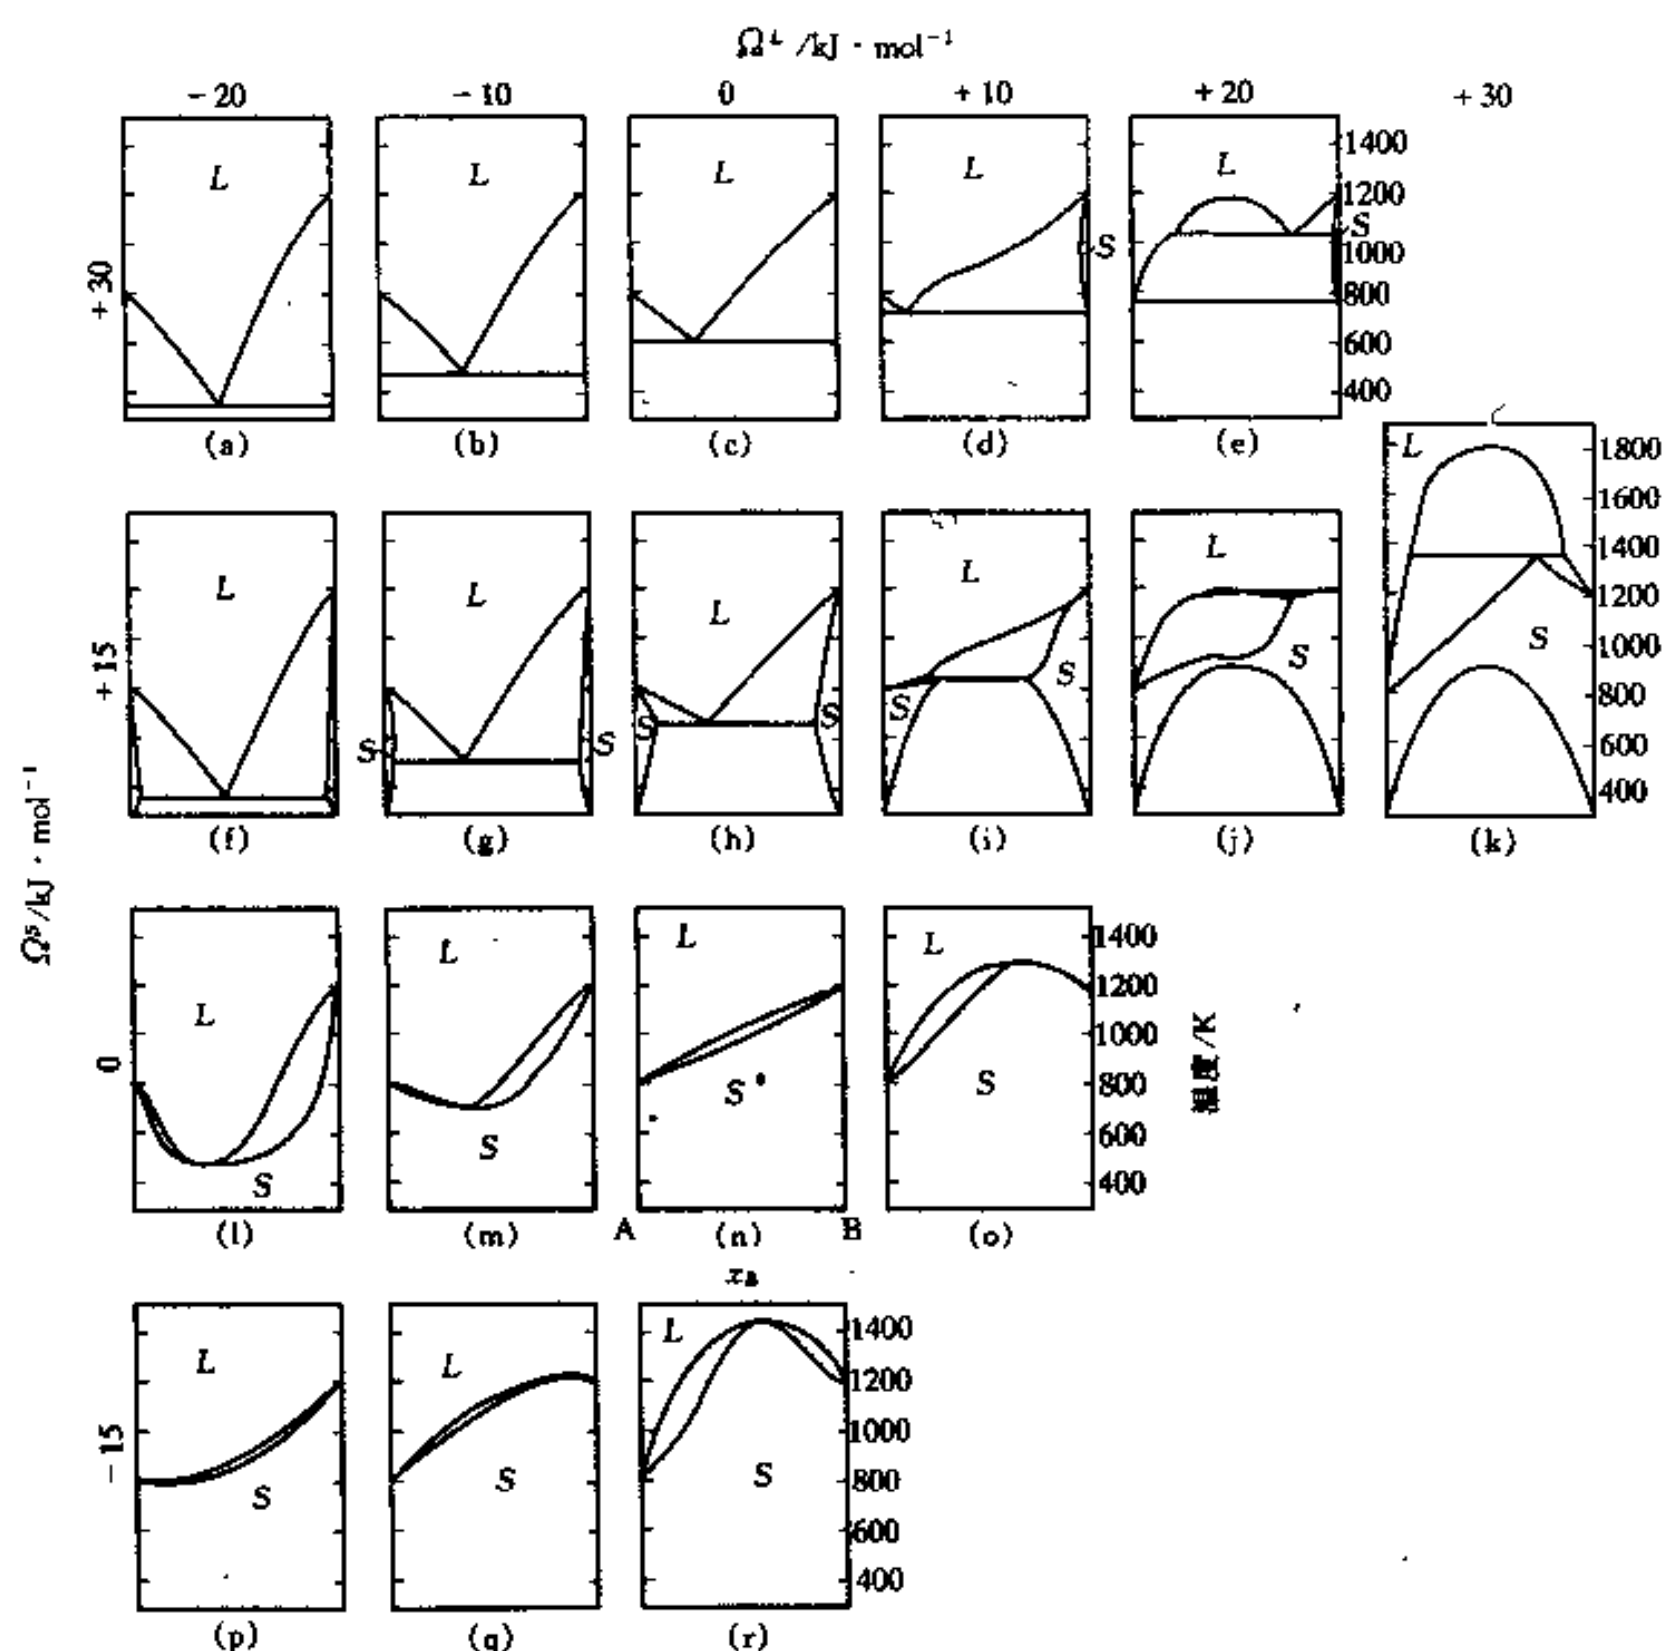 Ω^L /kJ · mol⁻¹
-20 -10 0 +10 +20 +30
+30
L L L L L
S S
1400
1200
1000
800
600
400
(a) (b) (c) (d) (e)
+15
L L L L L L
S S S S S S S S S
1800
1600
1400
1200
1000
800
600
400
(f) (g) (h) (i) (j) (k)
Ω^S/kJ · mol⁻¹
0
L L L L
S S S S
1400
1200
1000
800
600
400
温度/K
(l) (m) A (n) B (o)
x_B
-15
L L L
S S S
1400
1200
1000
800
600
400
(p) (q) (r)